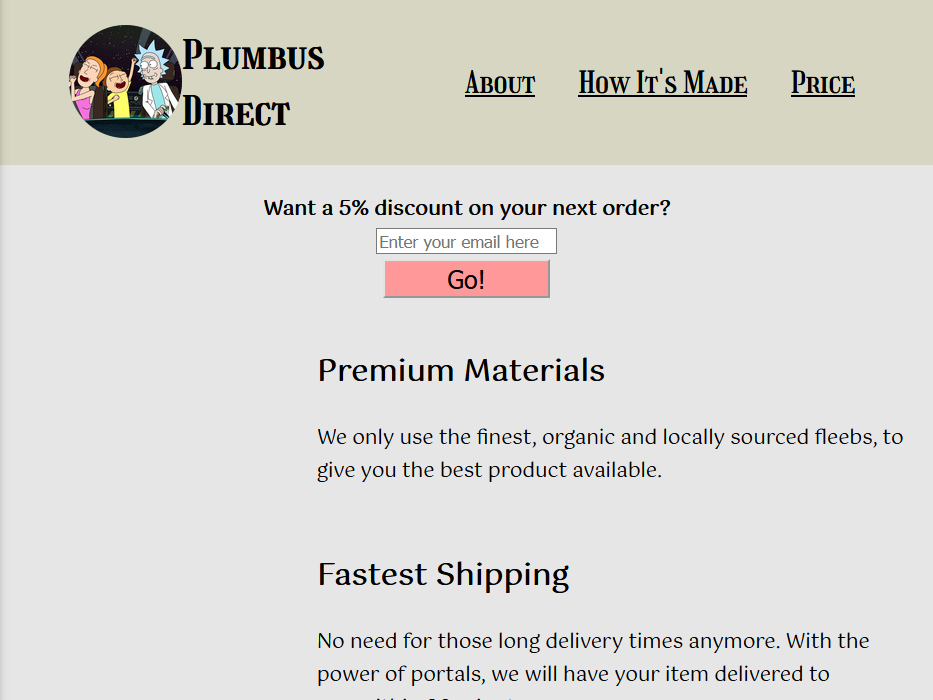 Plumbus
Direct
About How It's Made Price
Want a 5% discount on your next order?
Enter your email here
Go!
Premium Materials
We only use the finest, organic and locally sourced fleebs, to
give you the best product available.
Fastest Shipping
No need for those long delivery times anymore. With the
power of portals, we will have your item delivered to